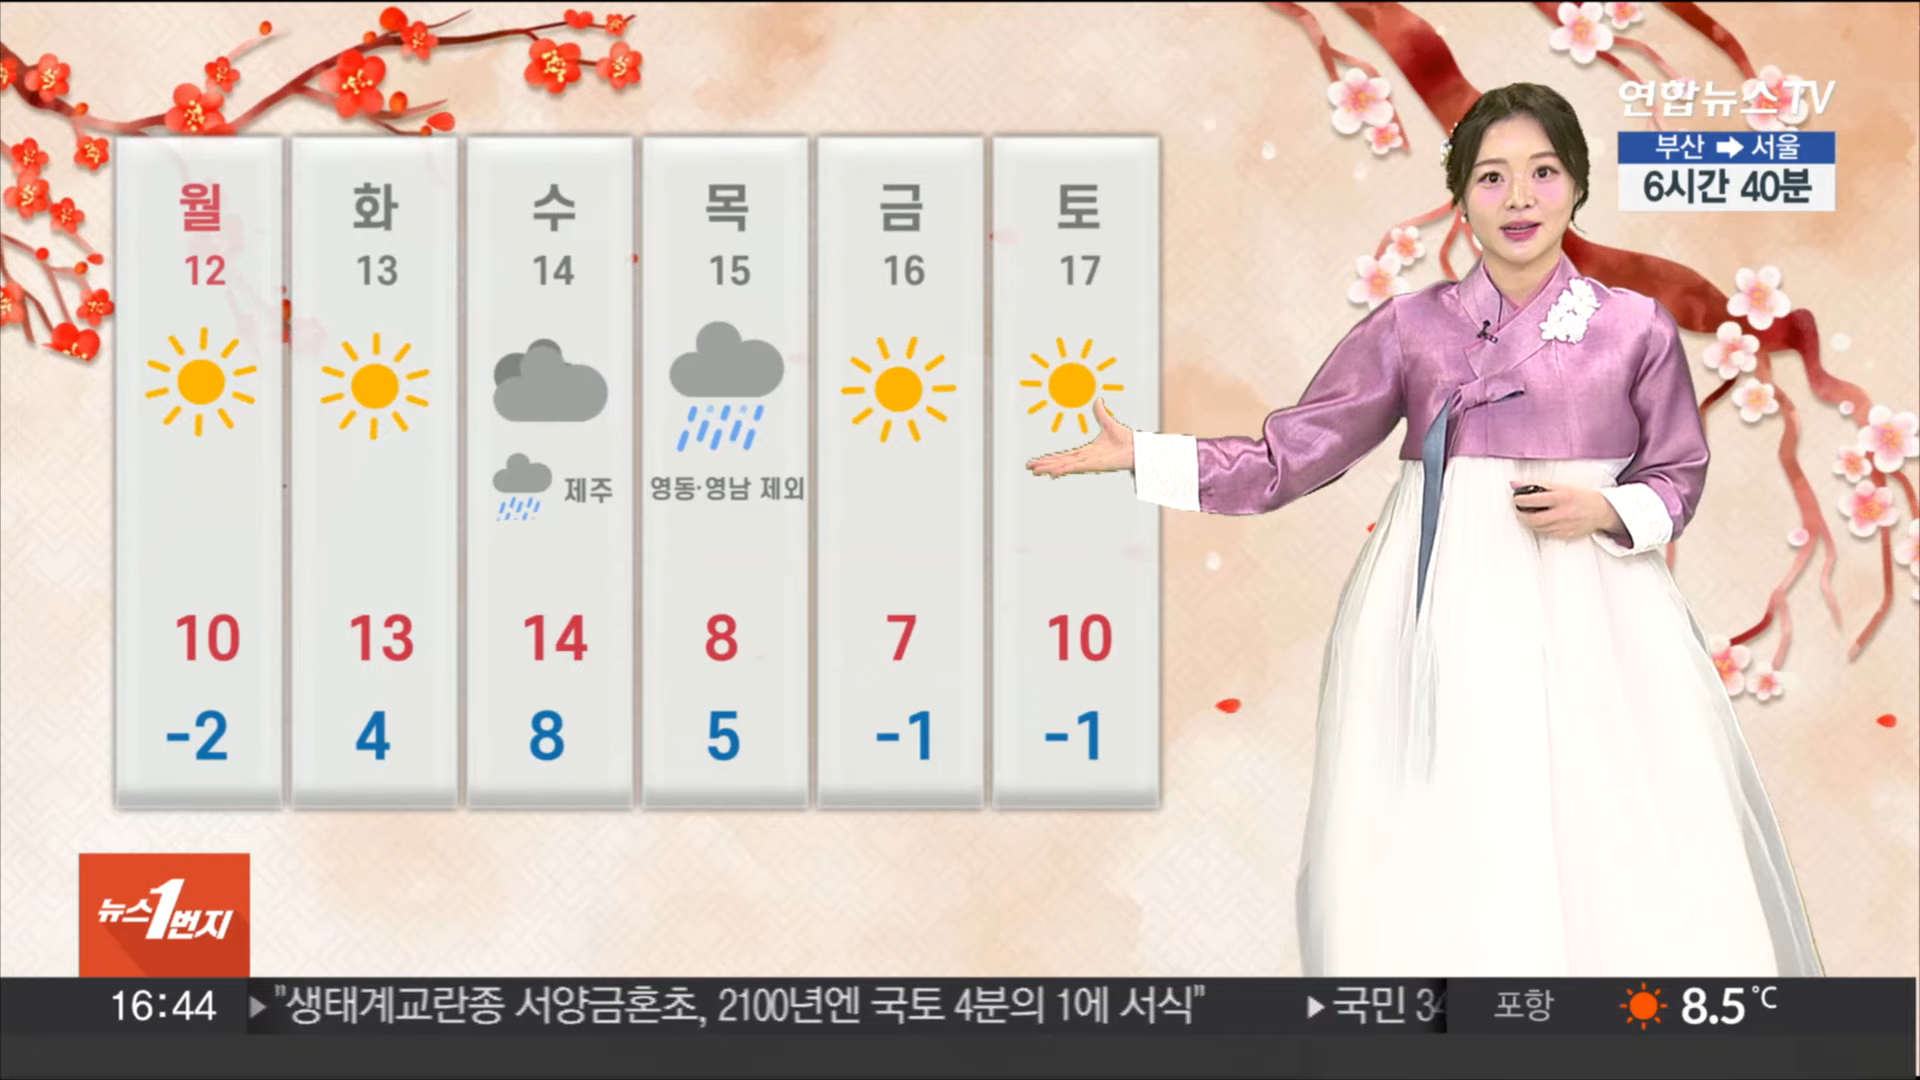 연합뉴스TV
부산 ➡ 서울
6시간 40분
월 화 수 목 금 토
12 13 14 15 16 17
제주 영동·영남 제외
10 13 14 8 7 10
-2 4 8 5 -1 -1
뉴스1번지
16:44 ▶"생태계교란종 서양금혼초, 2100년엔 국토 4분의 1에 서식" ▶국민 포항 8.5℃